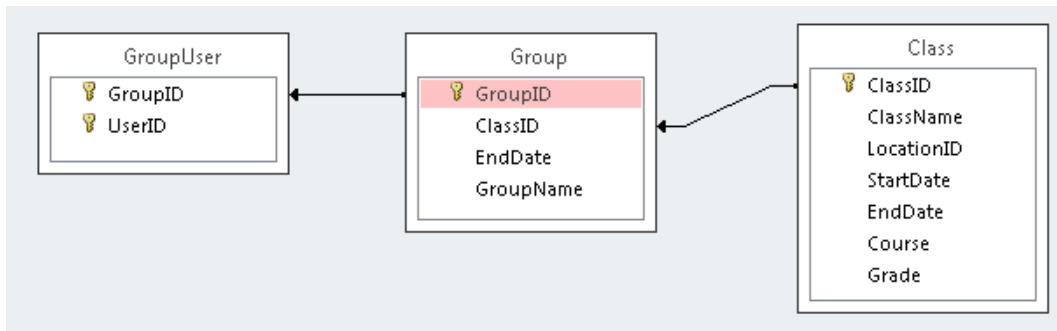 GroupUser
GroupID
UserID
Group
GroupID
ClassID
EndDate
GroupName
Class
ClassID
ClassName
LocationID
StartDate
EndDate
Course
Grade